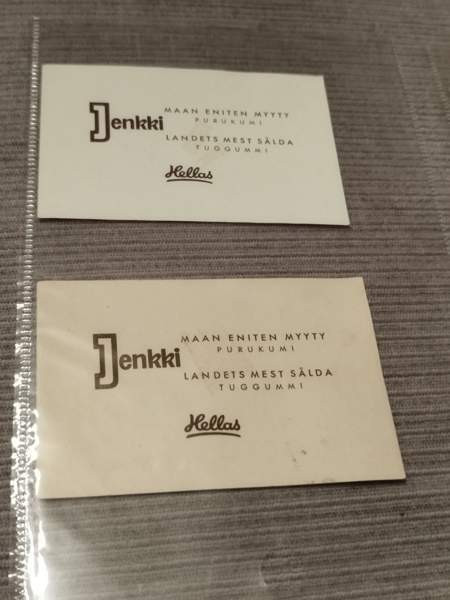 Jenkki
MAAN ENITEN MYYTY
PURUKUMI
LANDETS MEST SÅLDA
TUGGUMMI
Hellas
Jenkki
MAAN ENITEN MYYTY
PURUKUMI
LANDETS MEST SÅLDA
TUGGUMMI
Hellas